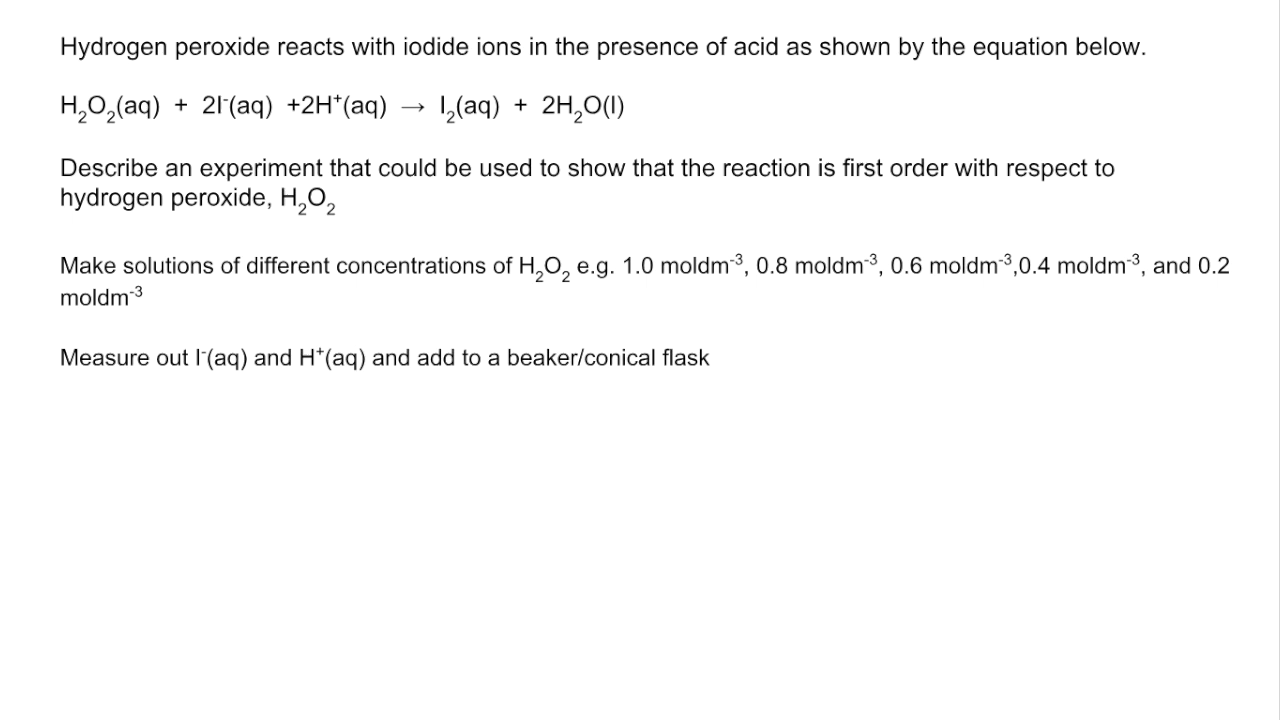 Hydrogen peroxide reacts with iodide ions in the presence of acid as shown by the equation below.
H₂O₂(aq) + 2I⁻(aq) +2H⁺(aq) → I₂(aq) + 2H₂O(l)
Describe an experiment that could be used to show that the reaction is first order with respect to
hydrogen peroxide, H₂O₂
Make solutions of different concentrations of H₂O₂ e.g. 1.0 moldm⁻³, 0.8 moldm⁻³, 0.6 moldm⁻³,0.4 moldm⁻³, and 0.2
moldm⁻³
Measure out I⁻(aq) and H⁺(aq) and add to a beaker/conical flask